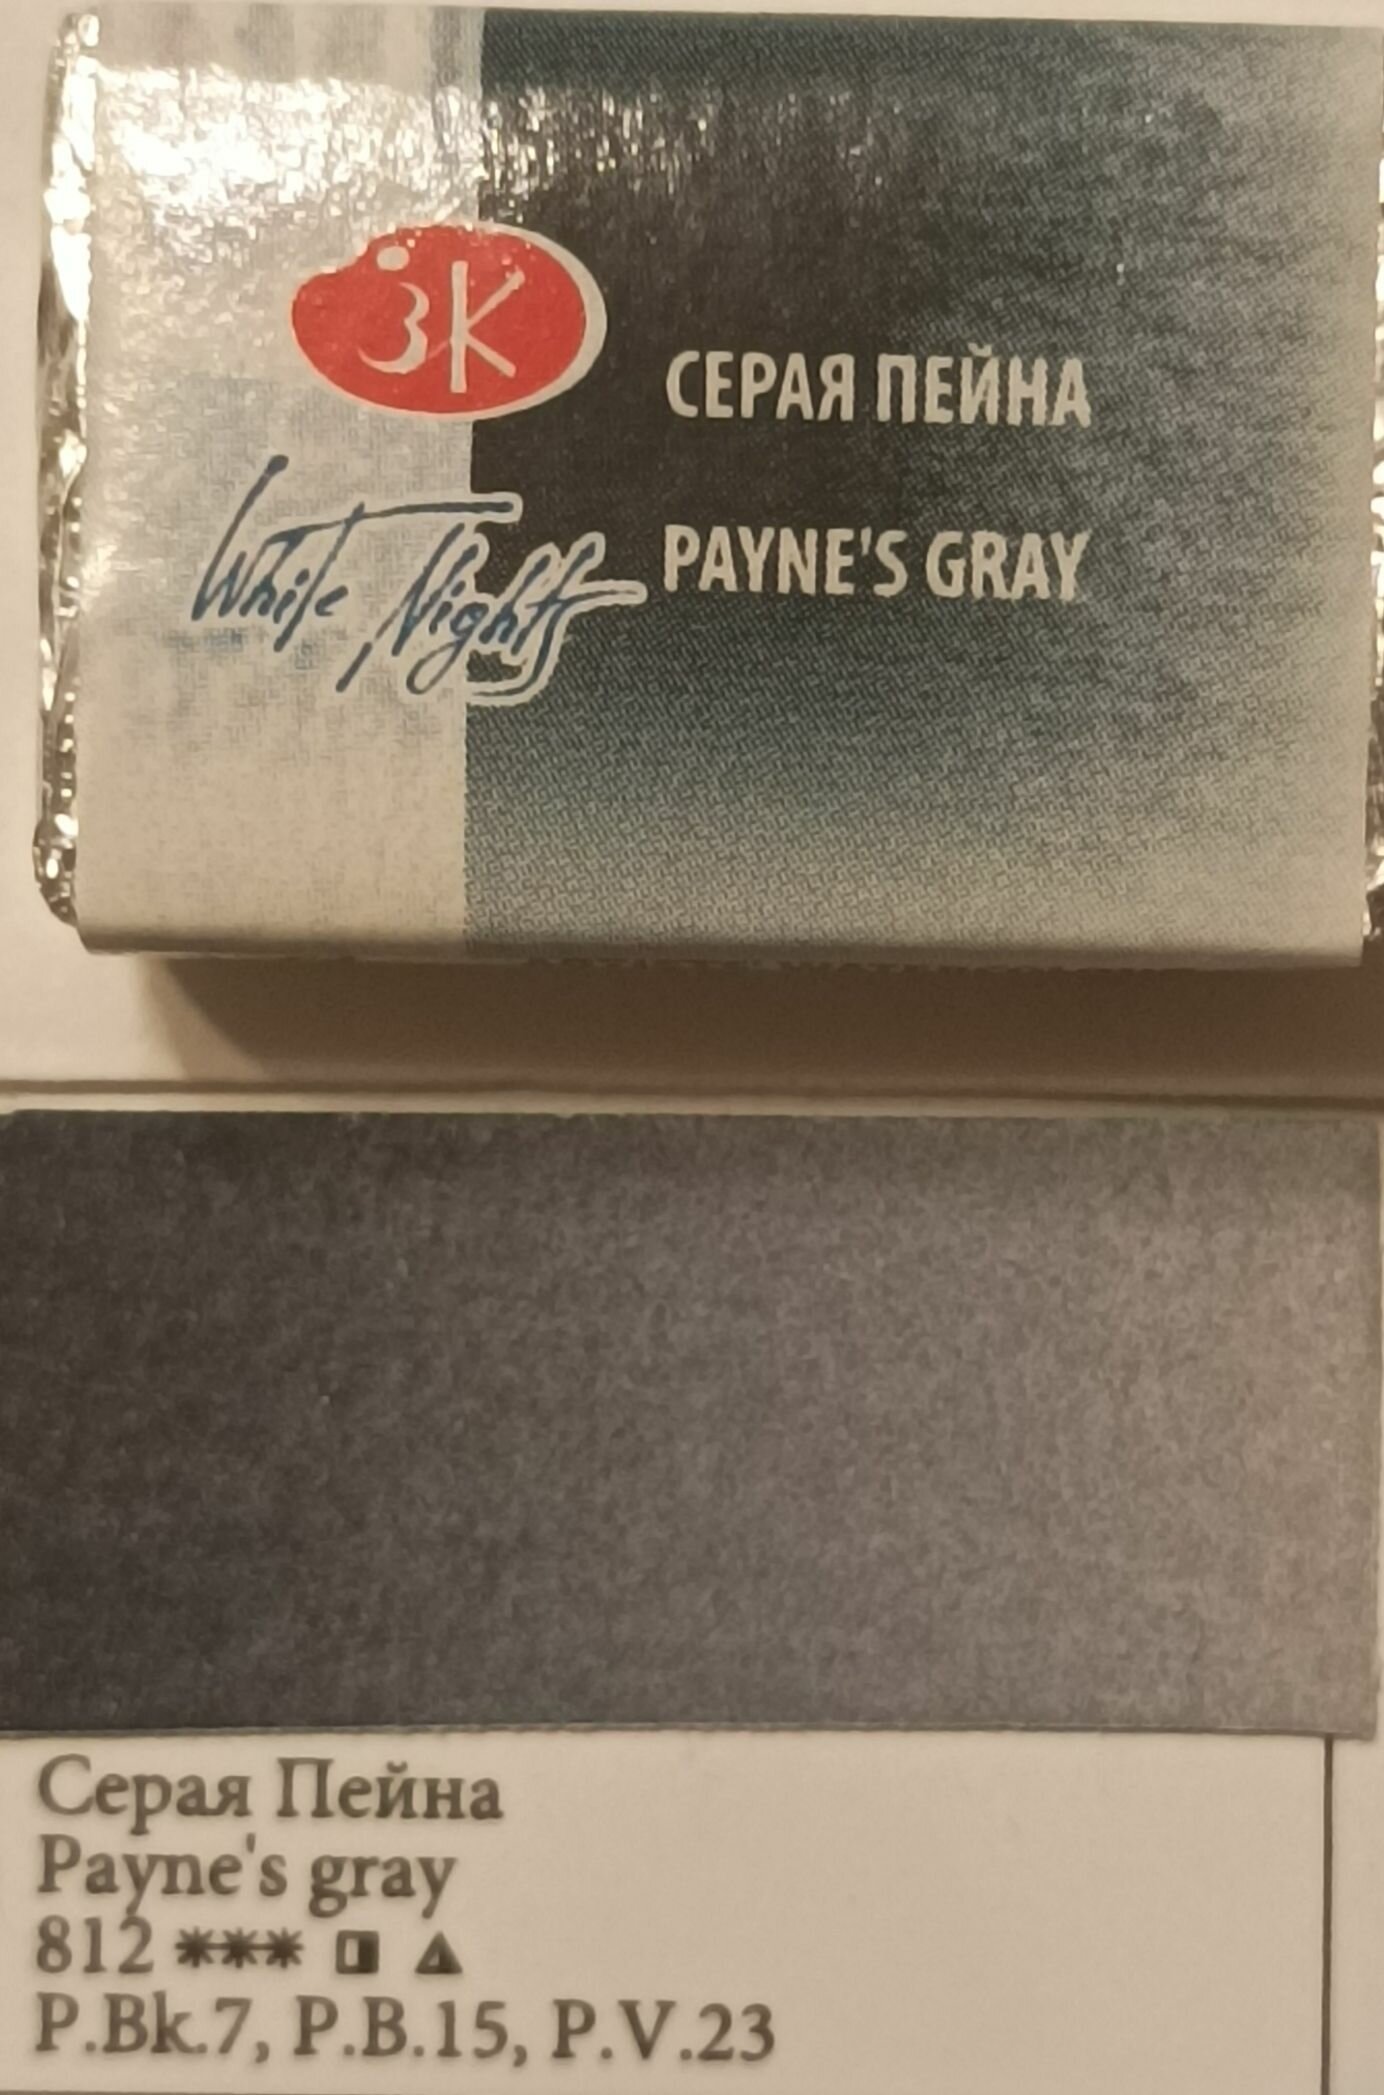 ЗК
СЕРАЯ ПЕЙНА
White Nights
PAYNE'S GRAY
Серая Пейна
Payne's gray
812 ***
P.Bk.7, P.B.15, P.V.23